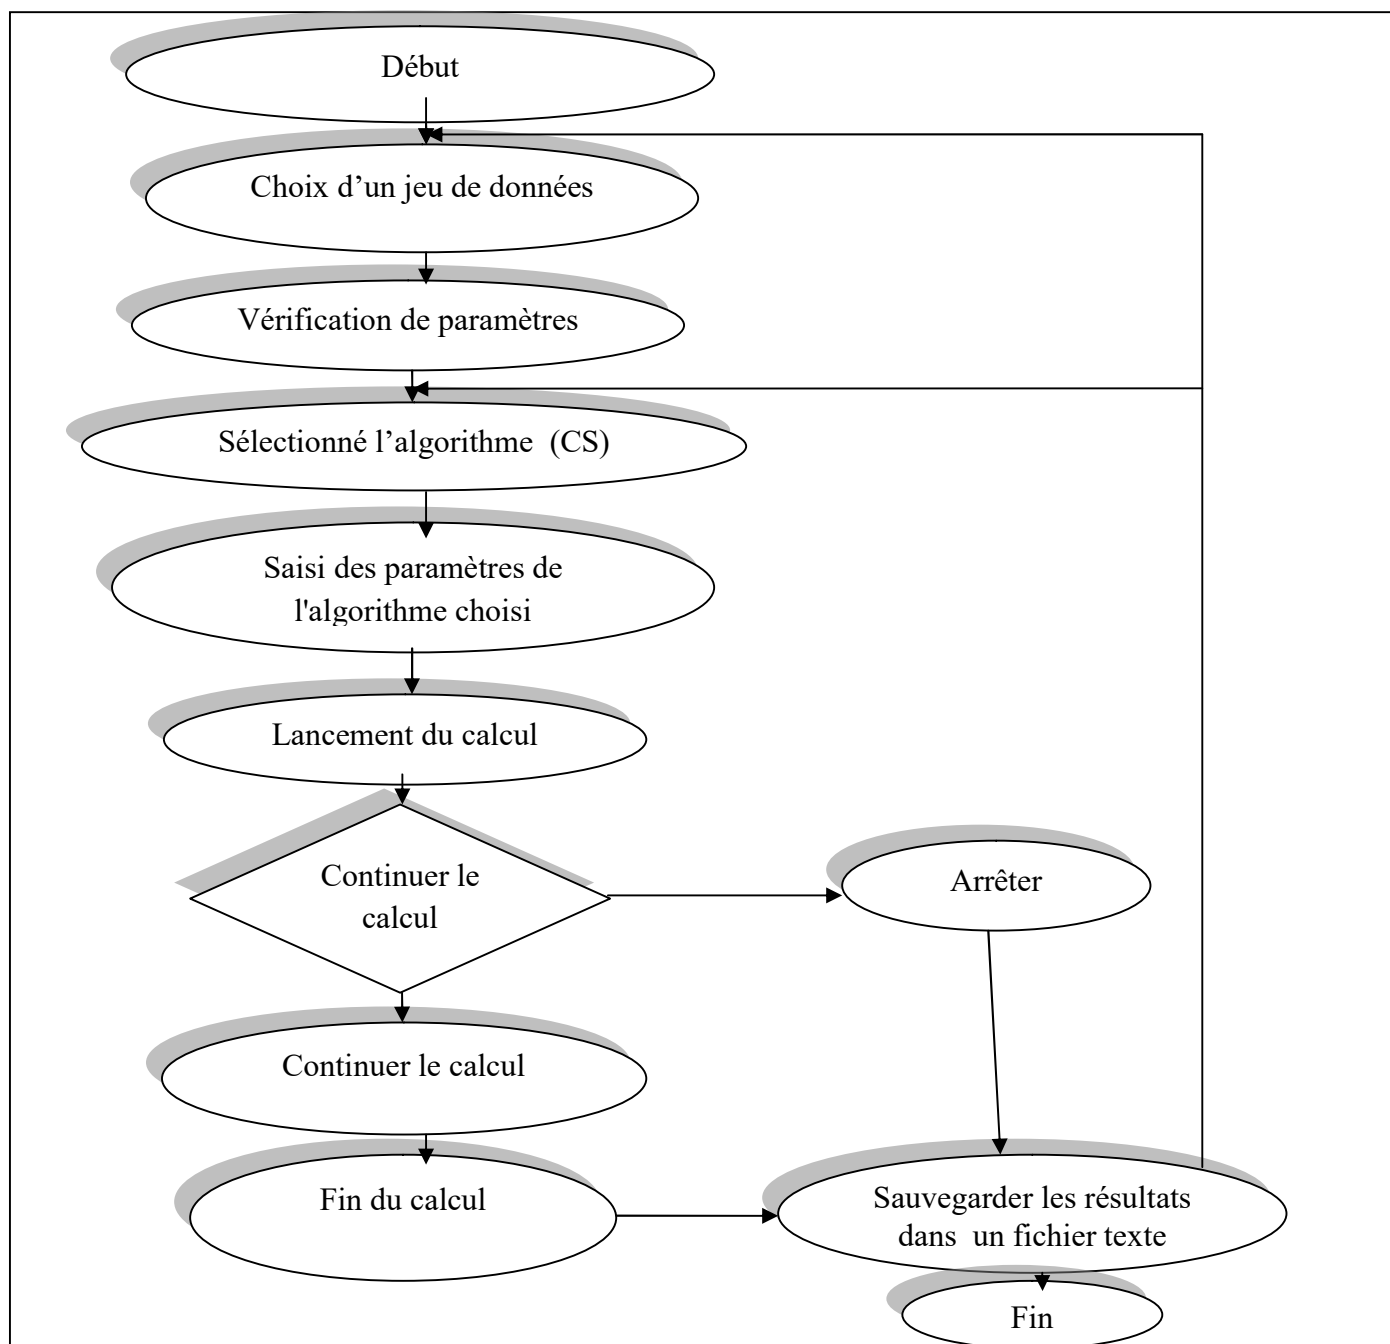 Début
Choix d’un jeu de données
Vérification de paramètres
Sélectionné l’algorithme (CS)
Saisi des paramètres de
l'algorithme choisi
Lancement du calcul
Continuer le
calcul
Arrêter
Continuer le calcul
Fin du calcul
Sauvegarder les résultats
dans un fichier texte
Fin